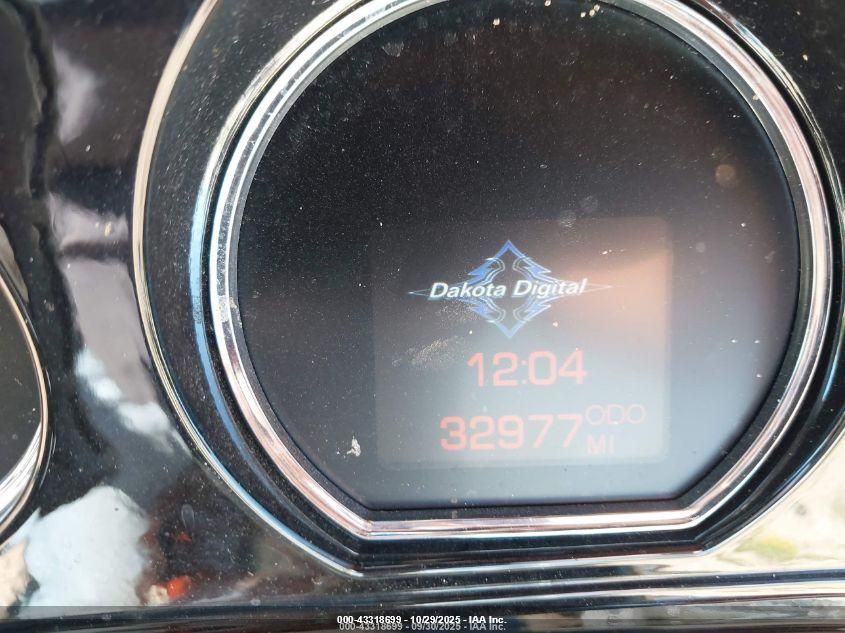 Dakota Digital
12:04
32977 ODO
MI
000-43318699 - 10/29/2025 - IAA Inc.
000-43318699 - 09/30/2025 - IAA Inc.